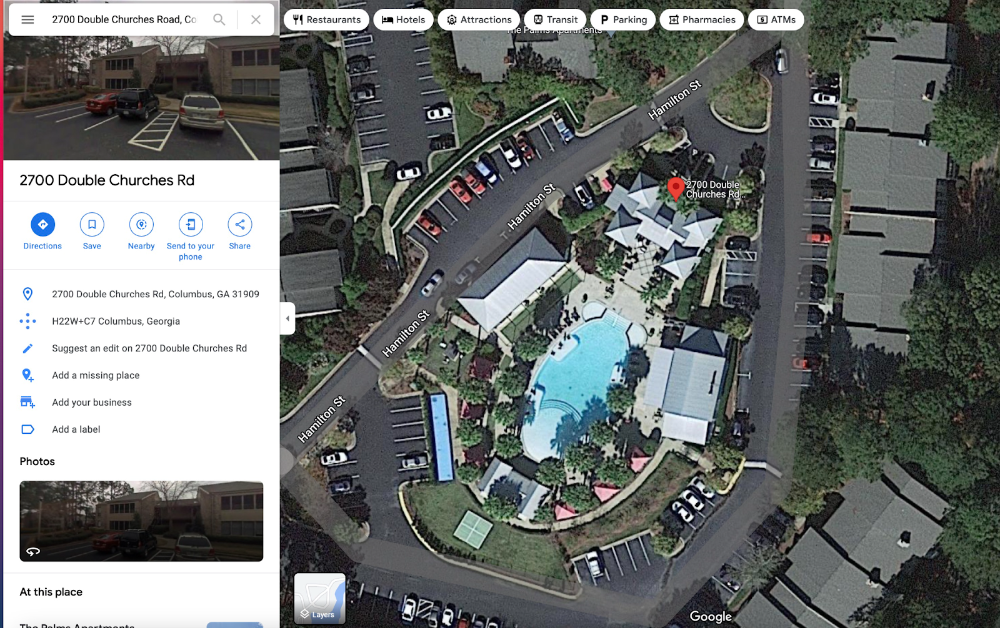 2700 Double Churches Road, Co
Restaurants
Hotels
Attractions
Transit
Parking
Pharmacies
ATMs
The Palms Apartments
2700 Double Churches Rd
Directions
Save
Nearby
Send to your
phone
Share
2700 Double Churches Rd, Columbus, GA 31909
H22W+C7 Columbus, Georgia
Suggest an edit on 2700 Double Churches Rd
Add a missing place
Add your business
Add a label
Photos
At this place
The Palms Apartments
Hamilton St
2700 Double
Churches Rd...
Hamilton St
Hamilton St
Hamilton St
Layers
Google